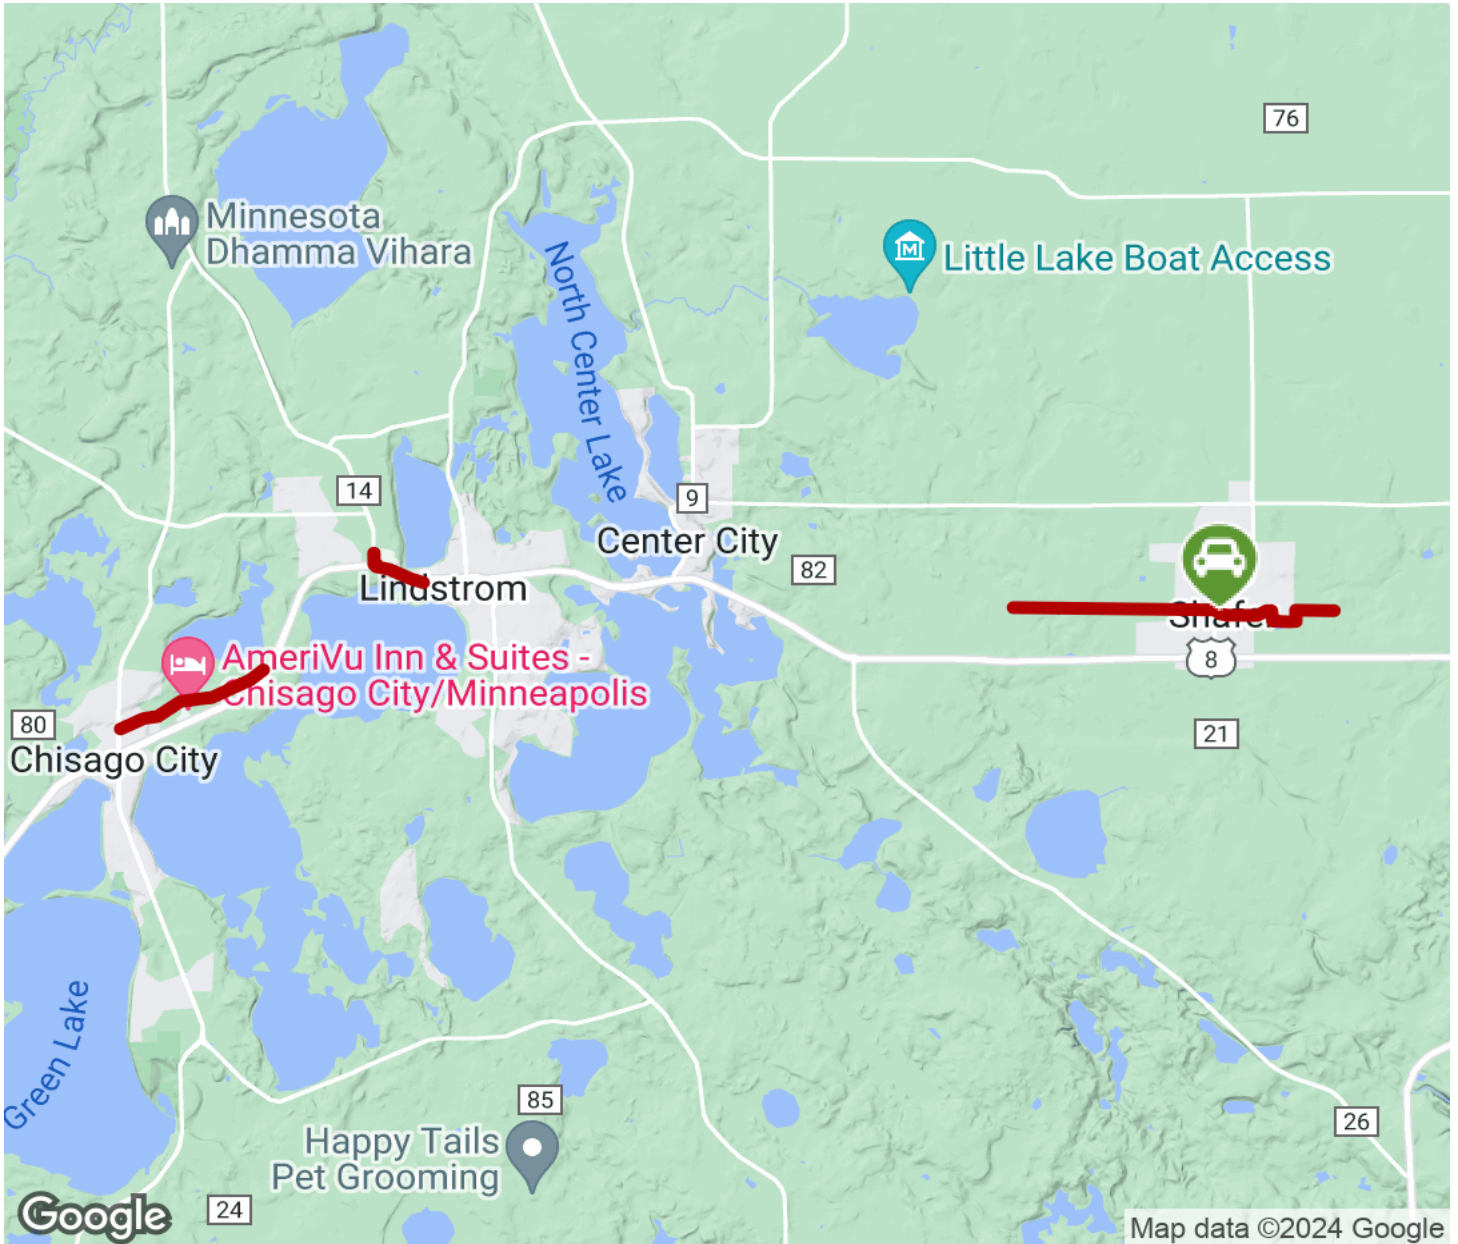 76
Minnesota
Dhamma Vihara
Little Lake Boat Access
North Center Lake
14
9
Center City
82
Lindstrom
Shafer
8
AmeriVu Inn & Suites -
Chisago City/Minneapolis
80
21
Chisago City
Green Lake
85
Happy Tails
Pet Grooming
26
24
Google
Map data ©2024 Google